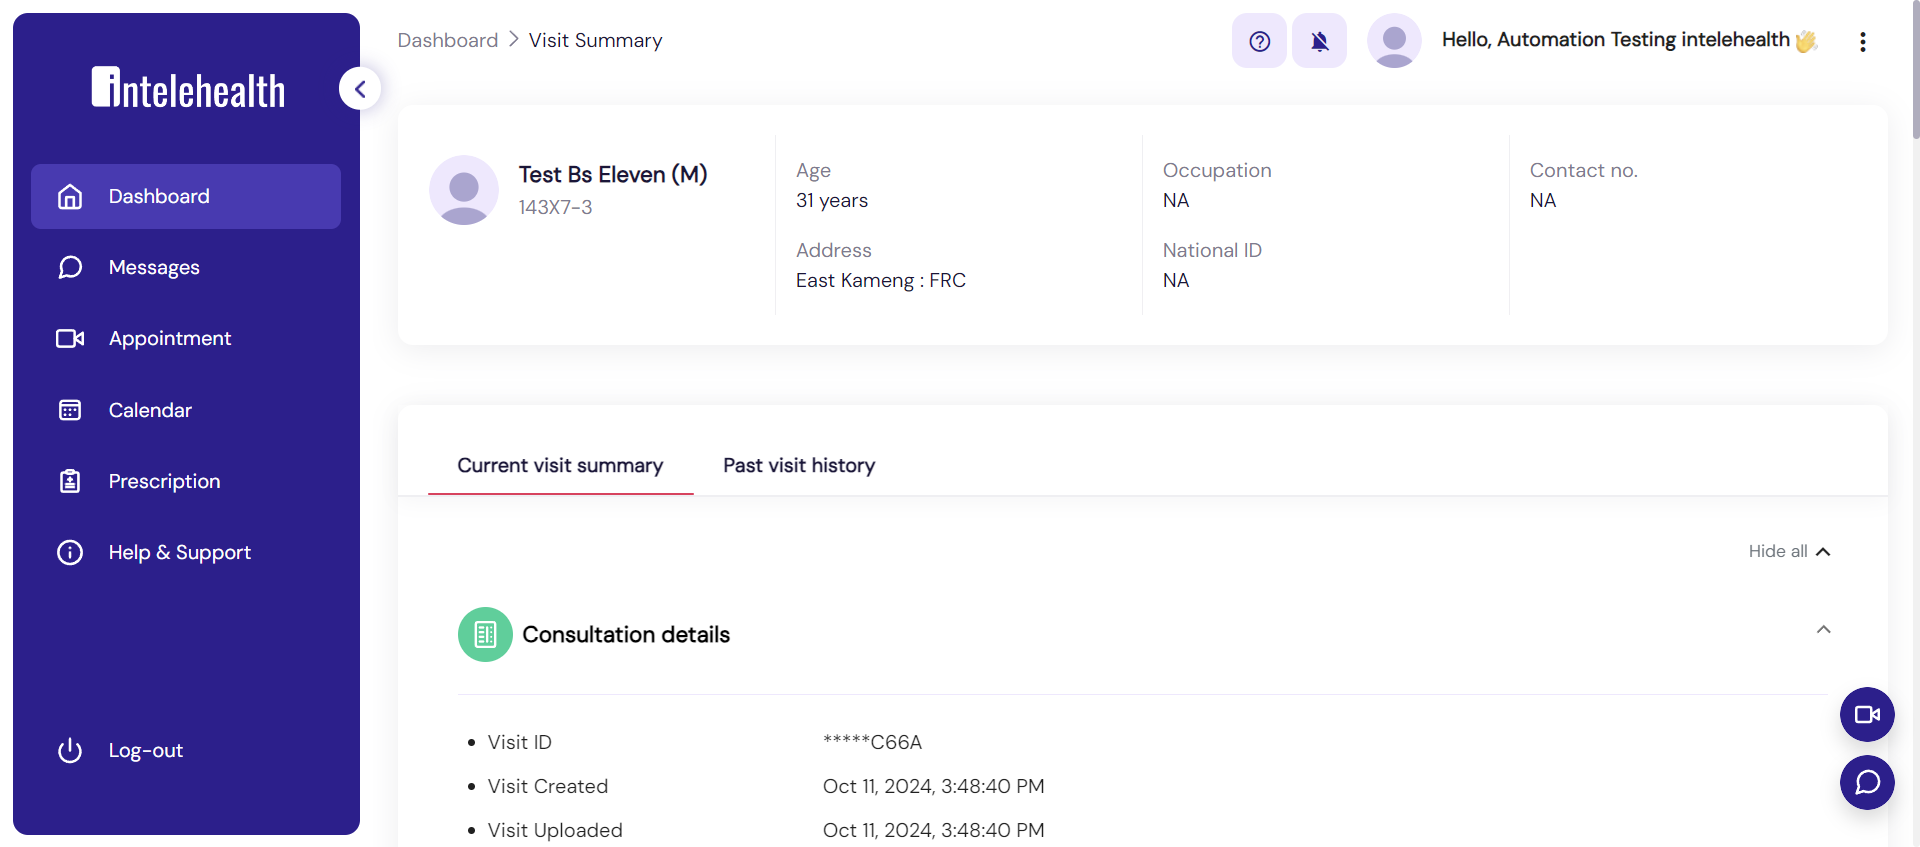 intelehealth
Dashboard
Messages
Appointment
Calendar
Prescription
Help & Support
Log-out
Dashboard > Visit Summary
Hello, Automation Testing intelehealth 👋
Test Bs Eleven (M)
143X7-3
Age
31 years
Address
East Kameng : FRC
Occupation
NA
National ID
NA
Contact no.
NA
Current visit summary
Past visit history
Hide all
Consultation details
• Visit ID *****C66A
• Visit Created Oct 11, 2024, 3:48:40 PM
• Visit Uploaded Oct 11, 2024, 3:48:40 PM